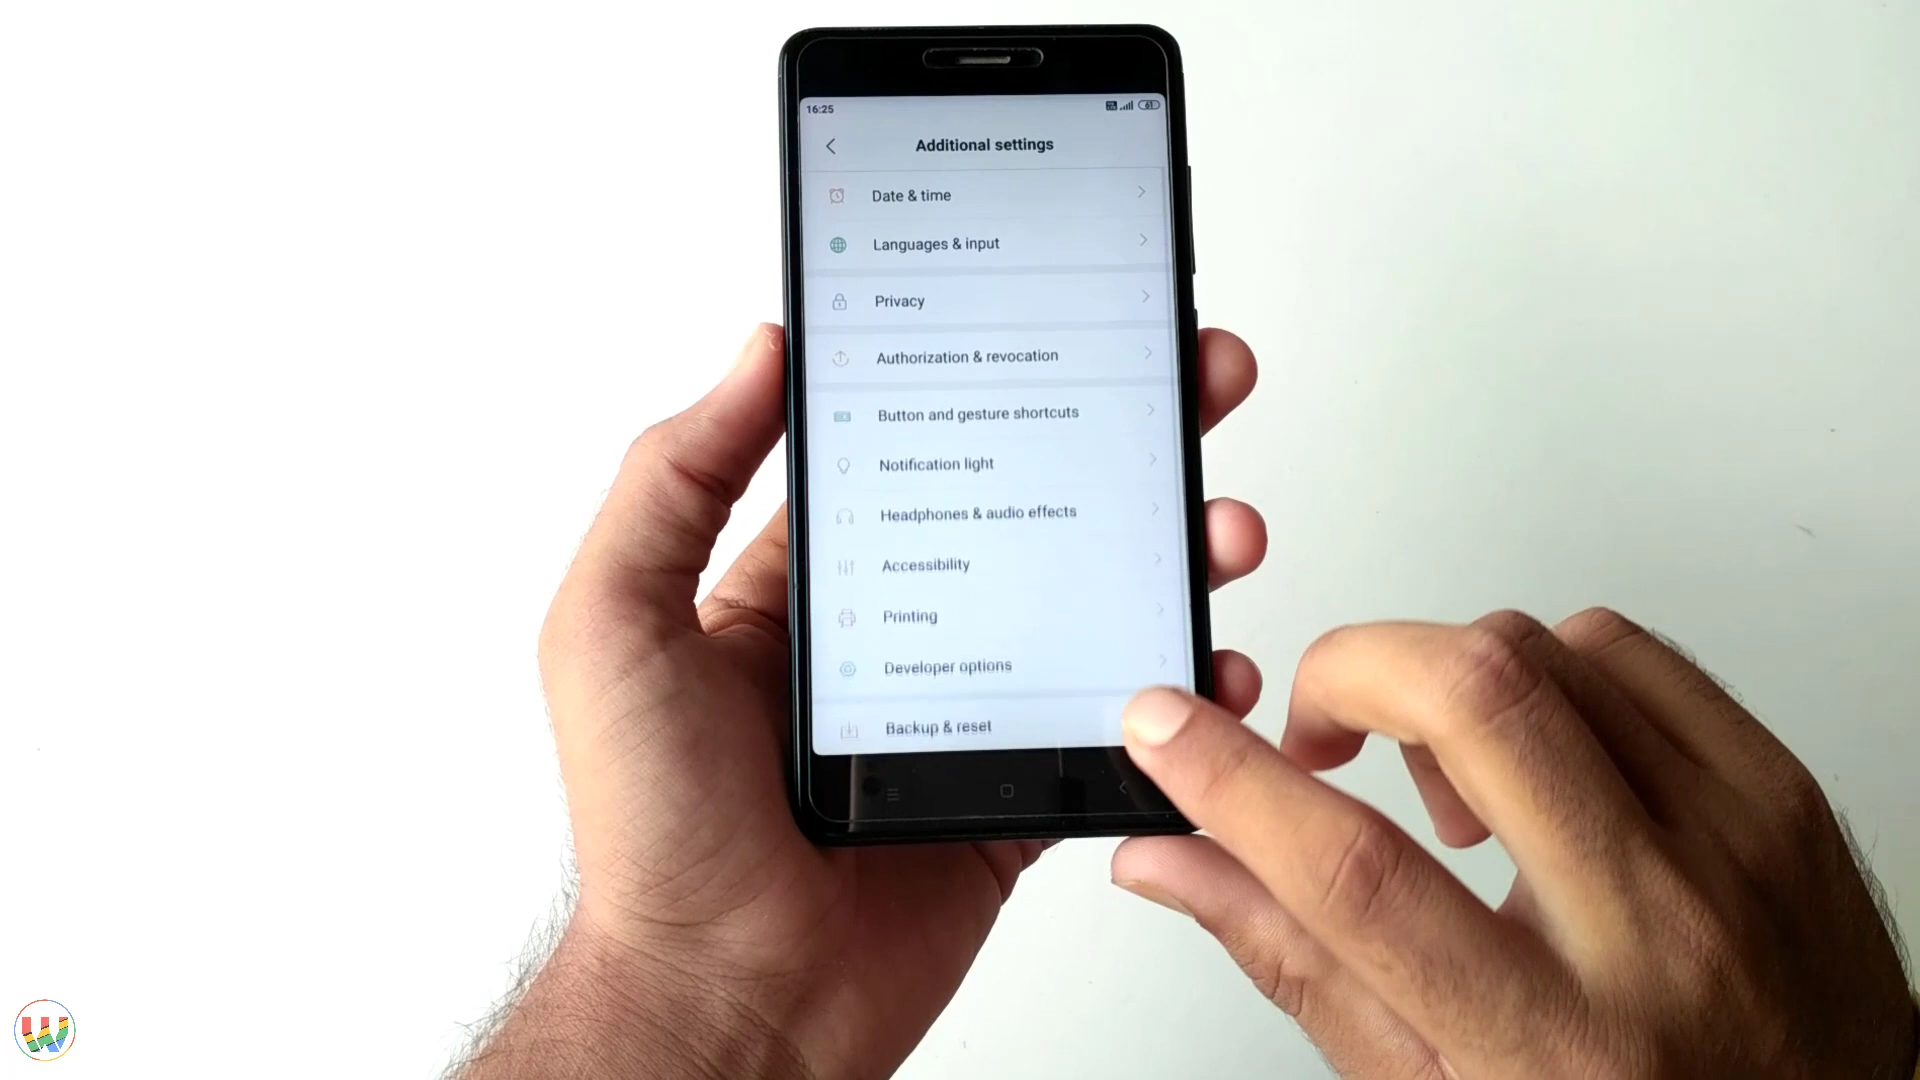 16:25
61
Additional settings
Date & time
Languages & input
Privacy
Authorization & revocation
Button and gesture shortcuts
Notification light
Headphones & audio effects
Accessibility
Printing
Developer options
Backup & reset
W